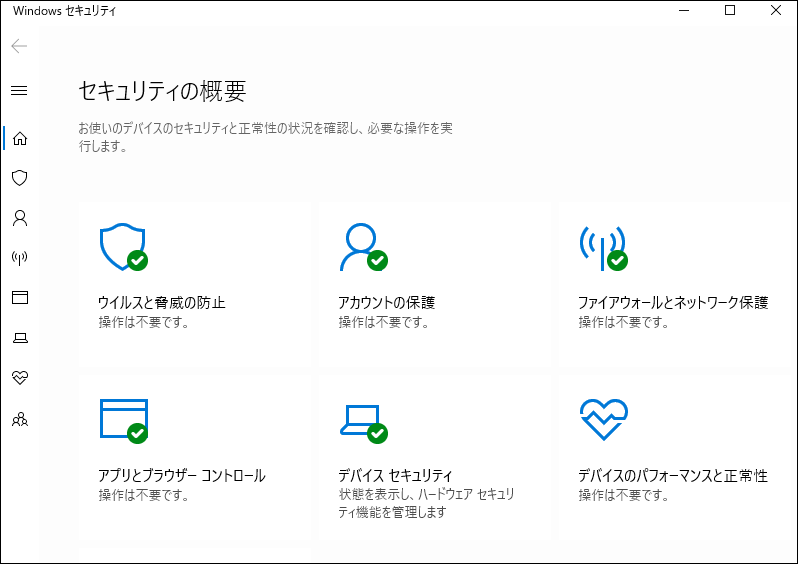 Windows セキュリティ
セキュリティの概要
お使いのデバイスのセキュリティと正常性の状況を確認し、必要な操作を実
行します。
ウイルスと脅威の防止
操作は不要です。
アカウントの保護
操作は不要です。
ファイアウォールとネットワーク保護
操作は不要です。
アプリとブラウザー コントロール
操作は不要です。
デバイス セキュリティ
状態を表示し、ハードウェア セキュリ
ティ機能を管理します
デバイスのパフォーマンスと正常性
操作は不要です。